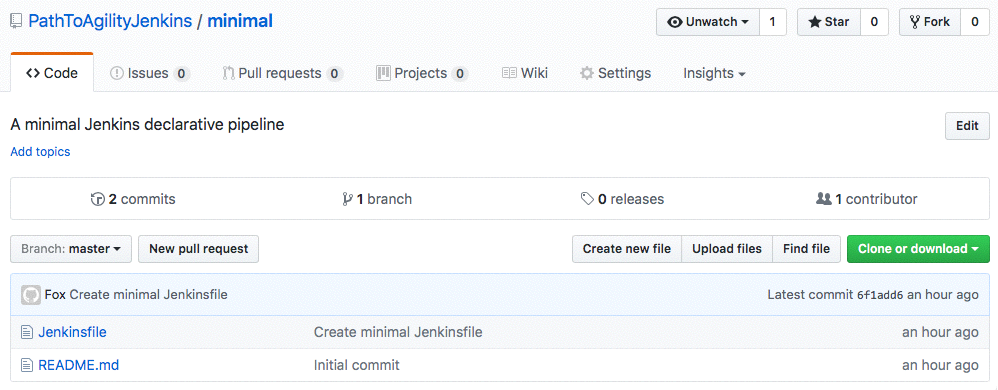 PathToAgilityJenkins / minimal
Unwatch 1 Star 0 Fork 0
Code Issues 0 Pull requests 0 Projects 0 Wiki Settings Insights
A minimal Jenkins declarative pipeline
Edit
Add topics
2 commits 1 branch 0 releases 1 contributor
Branch: master New pull request Create new file Upload files Find file Clone or download
Fox Create minimal Jenkinsfile Latest commit 6f1add6 an hour ago
Jenkinsfile Create minimal Jenkinsfile an hour ago
README.md Initial commit an hour ago